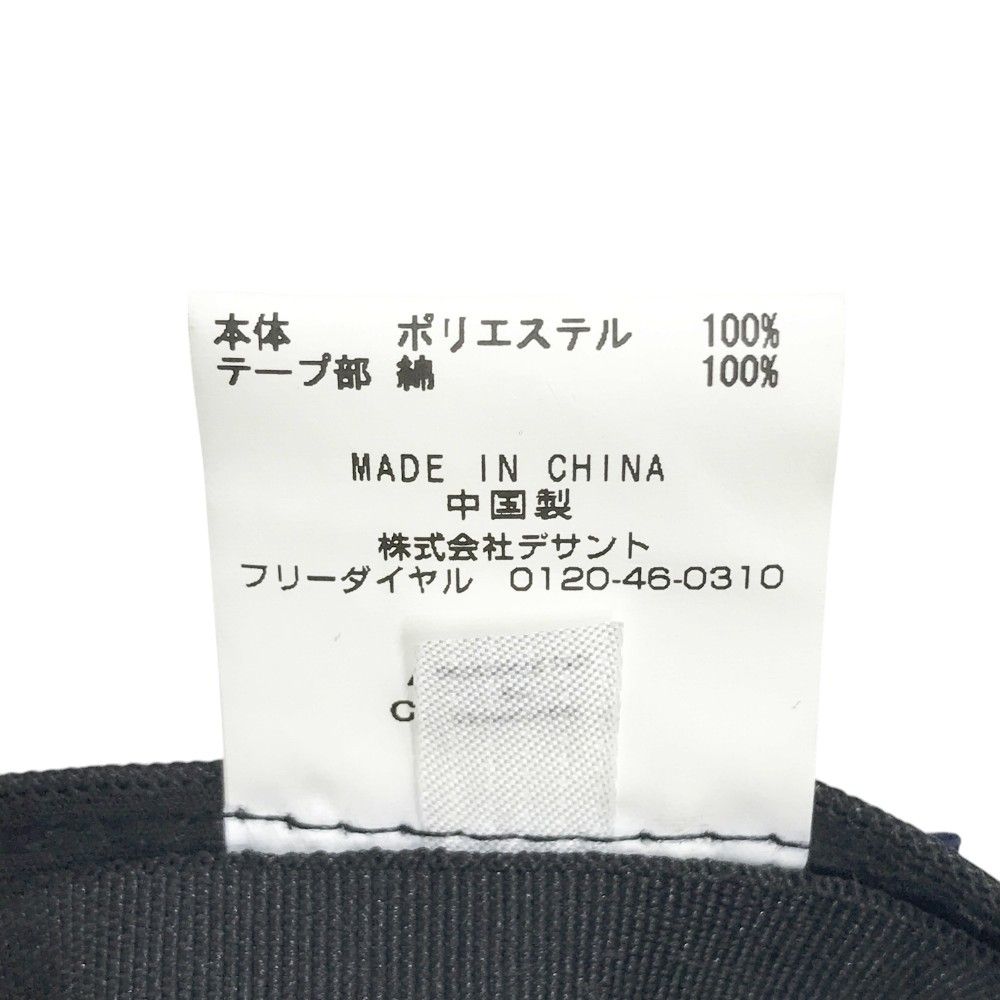 本体 ポリエステル 100%
テープ部 綿 100%
MADE IN CHINA
中国製
株式会社デサント
フリーダイヤル 0120-46-0310